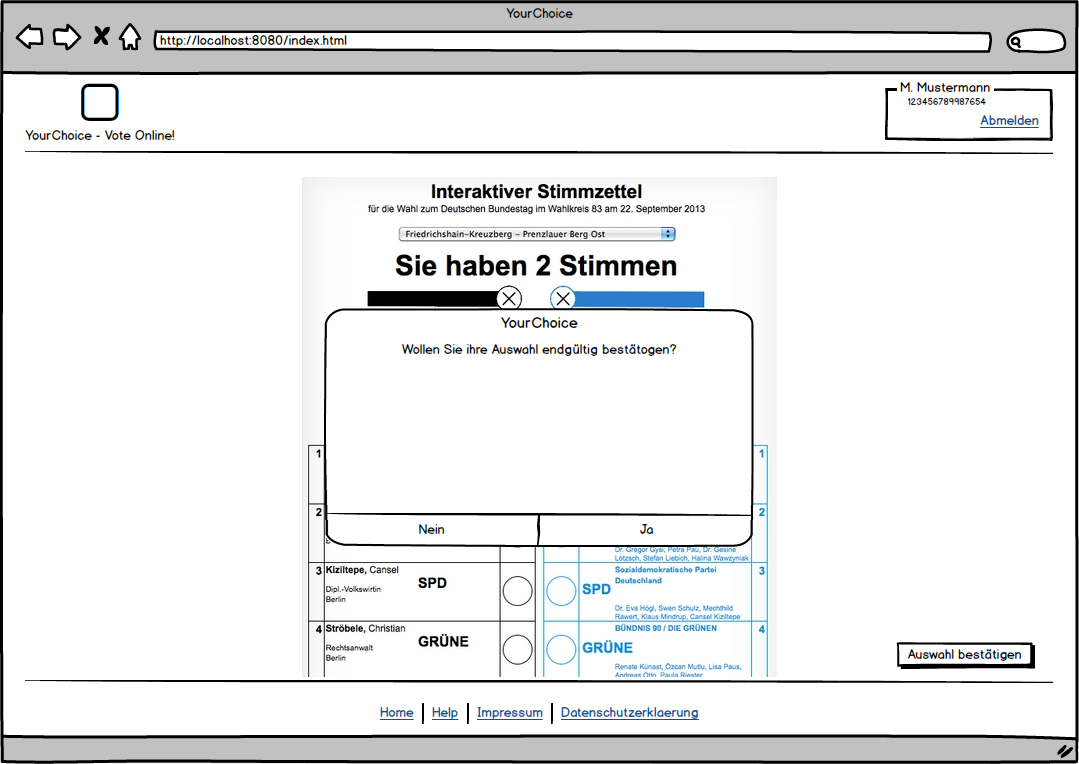 YourChoice
http://localhost:8080/index.html
YourChoice - Vote Online!
M. Mustermann
123456789987654
Abmelden
Interaktiver Stimmzettel
für die Wahl zum Deutschen Bundestag im Wahlkreis 83 am 22. September 2013
Friedrichshain-Kreuzberg - Prenzlauer Berg Ost
Sie haben 2 Stimmen
YourChoice
Wollen Sie ihre Auswahl endgültig bestätogen?
Nein
Ja
1
1
2
2
Dr. Gregor Gysi, Petra Pau, Dr. Gesine
Lötzsch, Stefan Liebich, Halina Wawzyniak
3
Kiziltepe, Cansel
Dipl.-Volkswirtin
Berlin
SPD
SPD
Sozialdemokratische Partei
Deutschland
Dr. Eva Högl, Swen Schulz, Mechthild
Rawert, Klaus Mindrup, Cansel Kiziltepe
3
4
Ströbele, Christian
Rechtsanwalt
Berlin
GRÜNE
GRÜNE
BÜNDNIS 90 / DIE GRÜNEN
Renate Künast, Özcan Mutlu, Lisa Paus,
Andreas Otto, Paula Riester
4
Auswahl bestätigen
Home
Help
Impressum
Datenschutzerklaerung